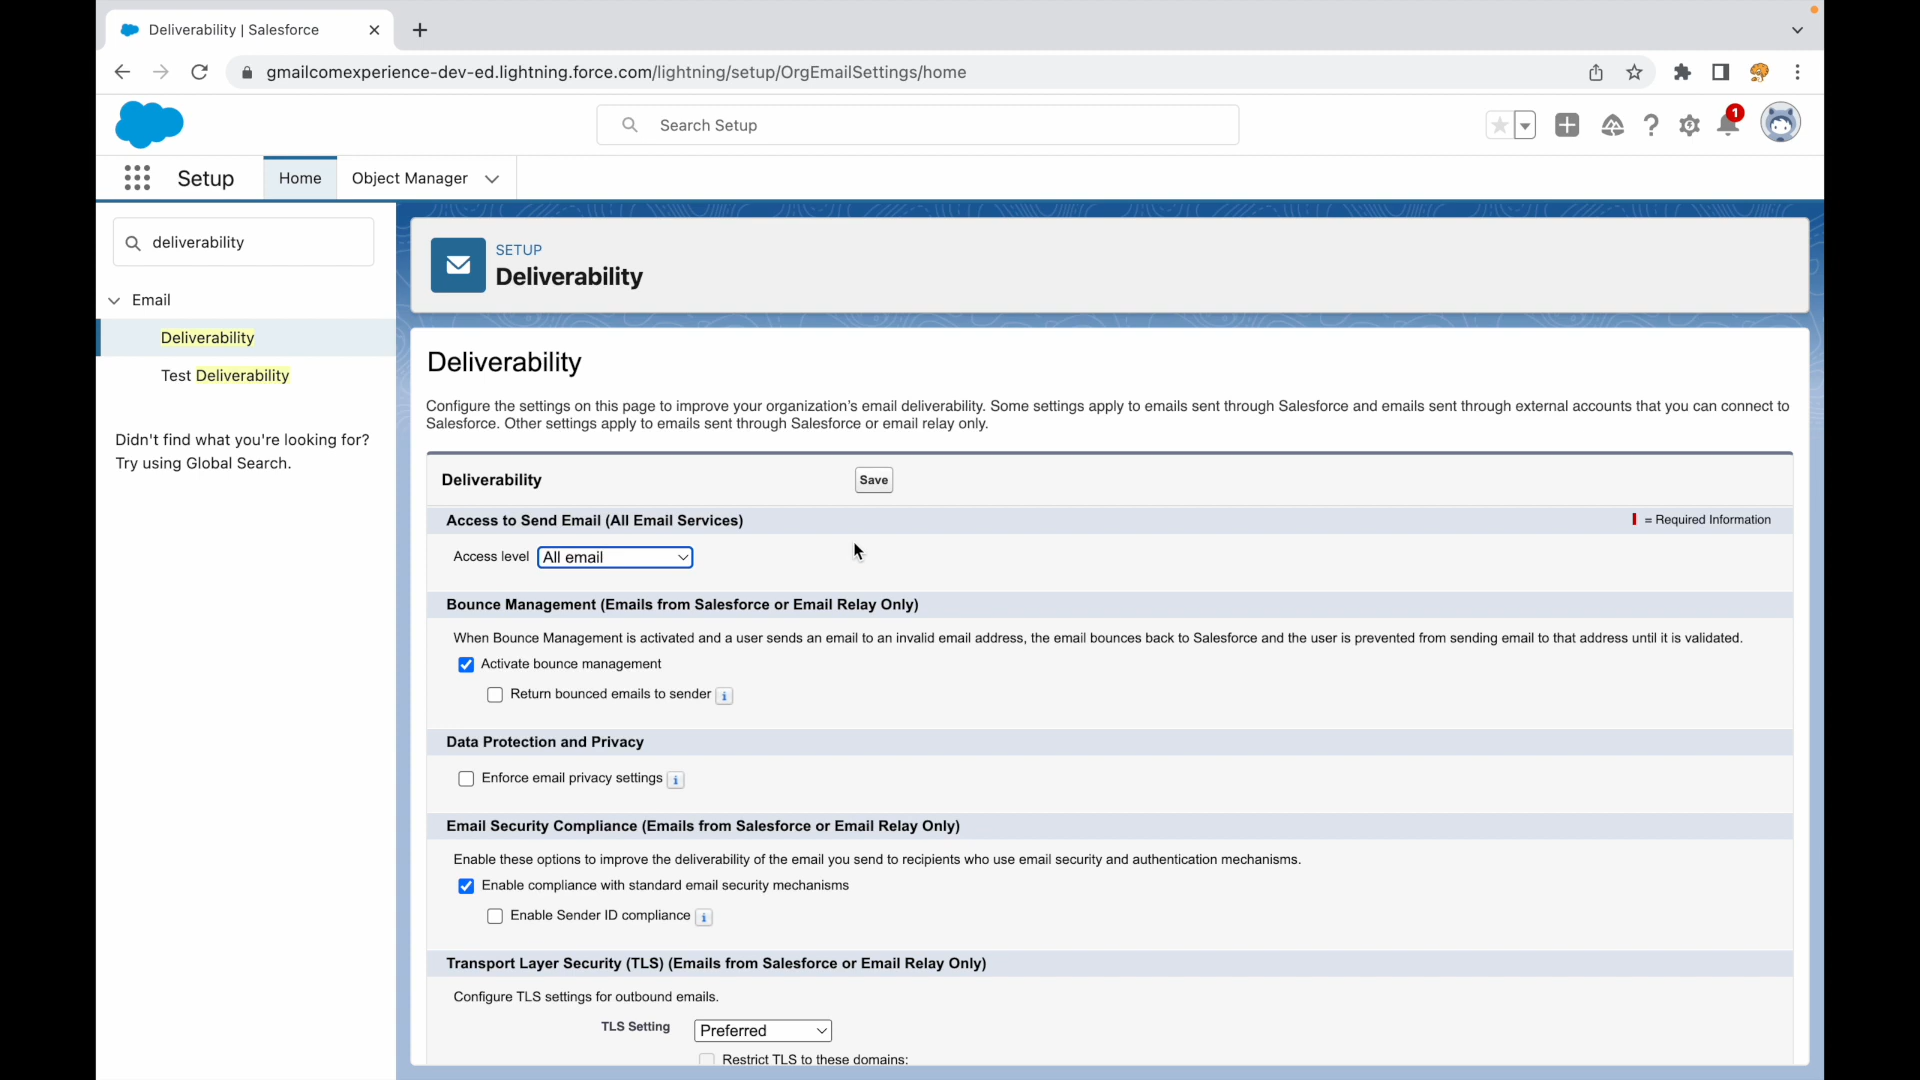 Deliverability | Salesforce
gmailcomexperience-dev-ed.lightning.force.com/lightning/setup/OrgEmailSettings/home
Search Setup
1
Setup
Home
Object Manager
deliverability
Email
Deliverability
Test Deliverability
Didn't find what you're looking for?
Try using Global Search.
SETUP
Deliverability
Deliverability
Configure the settings on this page to improve your organization's email deliverability. Some settings apply to emails sent through Salesforce and emails sent through external accounts that you can connect to
Salesforce. Other settings apply to emails sent through Salesforce or email relay only.
Deliverability
Save
Access to Send Email (All Email Services)
= Required Information
Access level All email
Bounce Management (Emails from Salesforce or Email Relay Only)
When Bounce Management is activated and a user sends an email to an invalid email address, the email bounces back to Salesforce and the user is prevented from sending email to that address until it is validated.
Activate bounce management
Return bounced emails to sender i
Data Protection and Privacy
Enforce email privacy settings i
Email Security Compliance (Emails from Salesforce or Email Relay Only)
Enable these options to improve the deliverability of the email you send to recipients who use email security and authentication mechanisms.
Enable compliance with standard email security mechanisms
Enable Sender ID compliance i
Transport Layer Security (TLS) (Emails from Salesforce or Email Relay Only)
Configure TLS settings for outbound emails.
TLS Setting Preferred
Restrict TLS to these domains: